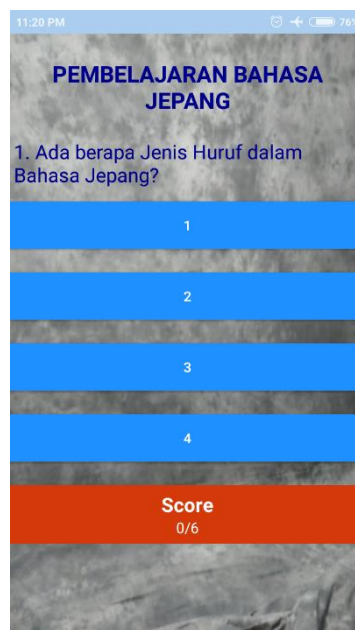 11:20 PM 76%
PEMBELAJARAN BAHASA
JEPANG
1. Ada berapa Jenis Huruf dalam
Bahasa Jepang?
1
2
3
4
Score
0/6